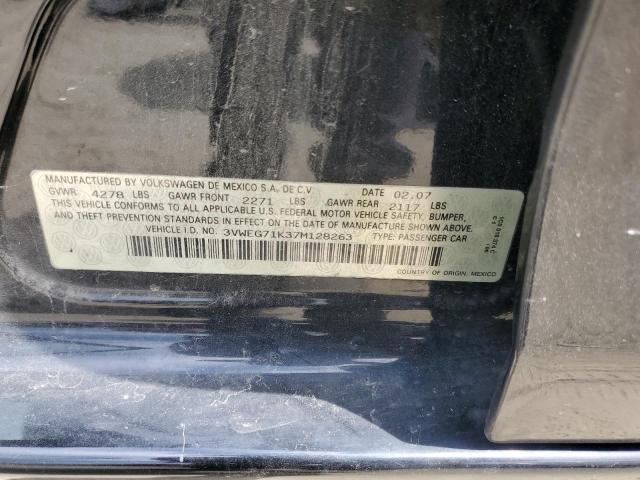 MANUFACTURED BY VOLKSWAGEN DE MEXICO S.A. DE C.V. DATE 02.07
GVWR 4278 LBS GAWR FRONT 2271 LBS GAWR REAR 2117 LBS
THIS VEHICLE CONFORMS TO ALL APPLICABLE U.S. FEDERAL MOTOR VEHICLE SAFETY, BUMPER,
AND THEFT PREVENTION STANDARDS IN EFFECT ON THE DATE OF MANUFACTURE SHOWN ABOVE.
VEHICLE I.D. NO. 3VWEG71K37M128263 TYPE: PASSENGER CAR
COUNTRY OF ORIGIN, MEXICO